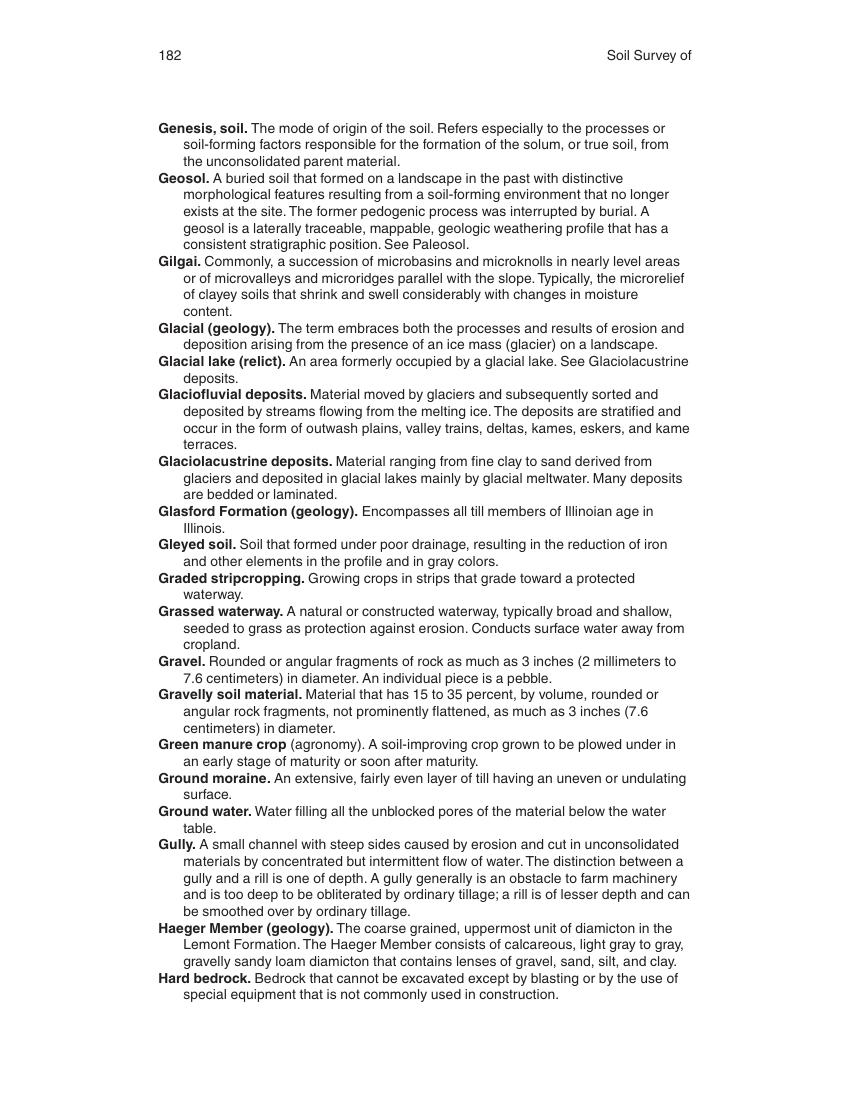 182
Soil Survey of
Genesis, soil. The mode of origin of the soil. Refers especially to the processes or
soil-forming factors responsible for the formation of the solum, or true soil, from
the unconsolidated parent material.
Geosol. A buried soil that formed on a landscape in the past with distinctive
morphological features resulting from a soil-forming environment that no longer
exists at the site. The former pedogenic process was interrupted by burial. A
geosol is a laterally traceable, mappable, geologic weathering profile that has a
consistent stratigraphic position. See Paleosol.
Gilgai. Commonly, a succession of microbasins and microknolls in nearly level areas
or of microvalleys and microridges parallel with the slope. Typically, the microrelief
of clayey soils that shrink and swell considerably with changes in moisture
content.
Glacial (geology). The term embraces both the processes and results of erosion and
deposition arising from the presence of an ice mass (glacier) on a landscape.
Glacial lake (relict). An area formerly occupied by a glacial lake. See Glaciolacustrine
deposits.
Glaciofluvial deposits. Material moved by glaciers and subsequently sorted and
deposited by streams flowing from the melting ice. The deposits are stratified and
occur in the form of outwash plains, valley trains, deltas, kames, eskers, and kame
terraces.
Glaciolacustrine deposits. Material ranging from fine clay to sand derived from
glaciers and deposited in glacial lakes mainly by glacial meltwater. Many deposits
are bedded or laminated.
Glasford Formation (geology). Encompasses all till members of Illinoian age in
Illinois.
Gleyed soil. Soil that formed under poor drainage, resulting in the reduction of iron
and other elements in the profile and in gray colors.
Graded stripcropping. Growing crops in strips that grade toward a protected
waterway.
Grassed waterway. A natural or constructed waterway, typically broad and shallow,
seeded to grass as protection against erosion. Conducts surface water away from
cropland.
Gravel. Rounded or angular fragments of rock as much as 3 inches (2 millimeters to
7.6 centimeters) in diameter. An individual piece is a pebble.
Gravelly soil material. Material that has 15 to 35 percent, by volume, rounded or
angular rock fragments, not prominently flattened, as much as 3 inches (7.6
centimeters) in diameter.
Green manure crop (agronomy). A soil-improving crop grown to be plowed under in
an early stage of maturity or soon after maturity.
Ground moraine. An extensive, fairly even layer of till having an uneven or undulating
surface.
Ground water. Water filling all the unblocked pores of the material below the water
table.
Gully. A small channel with steep sides caused by erosion and cut in unconsolidated
materials by concentrated but intermittent flow of water. The distinction between a
gully and a rill is one of depth. A gully generally is an obstacle to farm machinery
and is too deep to be obliterated by ordinary tillage; a rill is of lesser depth and can
be smoothed over by ordinary tillage.
Haeger Member (geology). The coarse grained, uppermost unit of diamicton in the
Lemont Formation. The Haeger Member consists of calcareous, light gray to gray,
gravelly sandy loam diamicton that contains lenses of gravel, sand, silt, and clay.
Hard bedrock. Bedrock that cannot be excavated except by blasting or by the use of
special equipment that is not commonly used in construction.